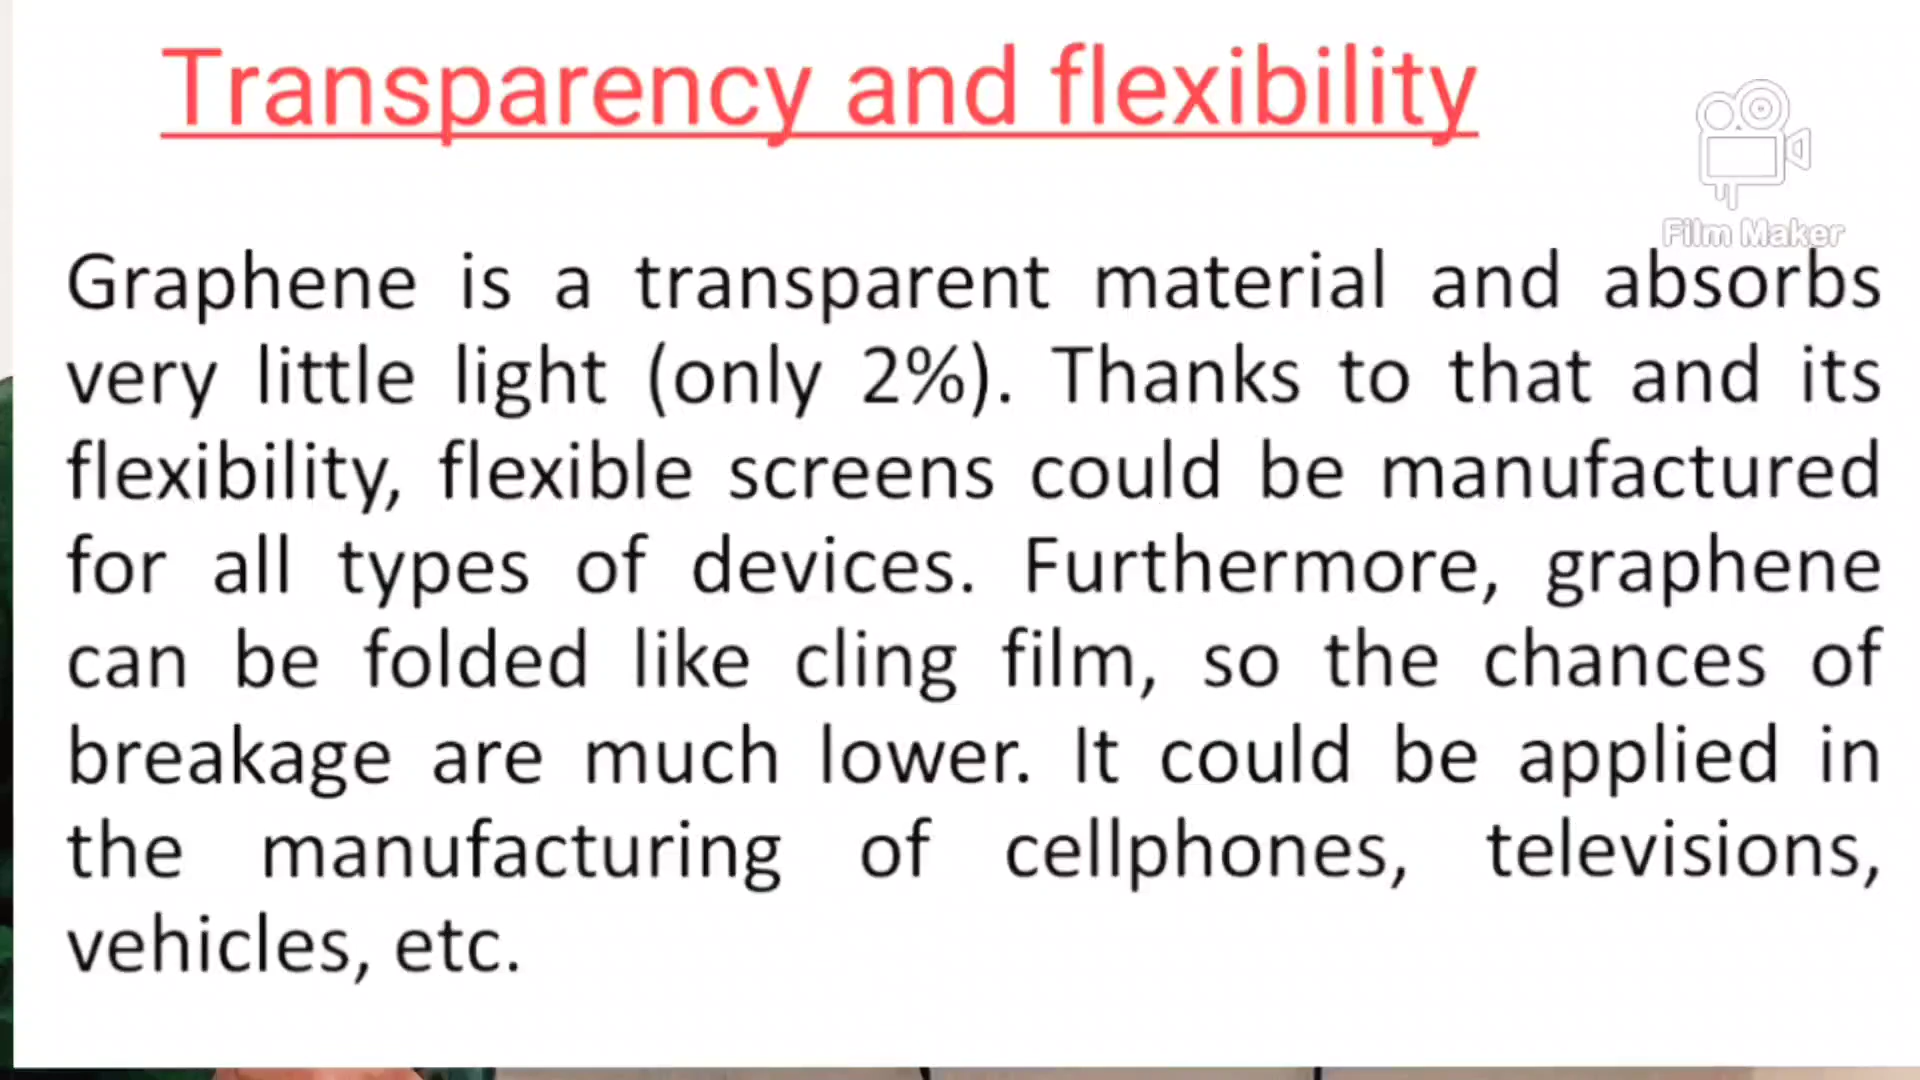 Transparency and flexibility
Film Maker
Graphene is a transparent material and absorbs
very little light (only 2%). Thanks to that and its
flexibility, flexible screens could be manufactured
for all types of devices. Furthermore, graphene
can be folded like cling film, so the chances of
breakage are much lower. It could be applied in
the manufacturing of cellphones, televisions,
vehicles, etc.